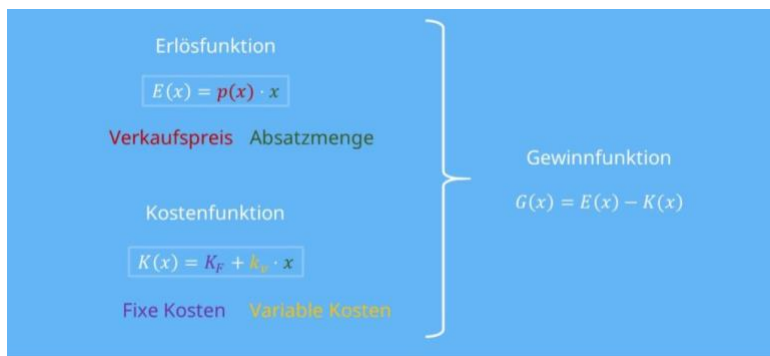 Erlösfunktion
E(x) = p(x) · x
Verkaufspreis Absatzmenge
Kostenfunktion
K(x) = K_F + k_v · x
Fixe Kosten Variable Kosten
Gewinnfunktion
G(x) = E(x) − K(x)